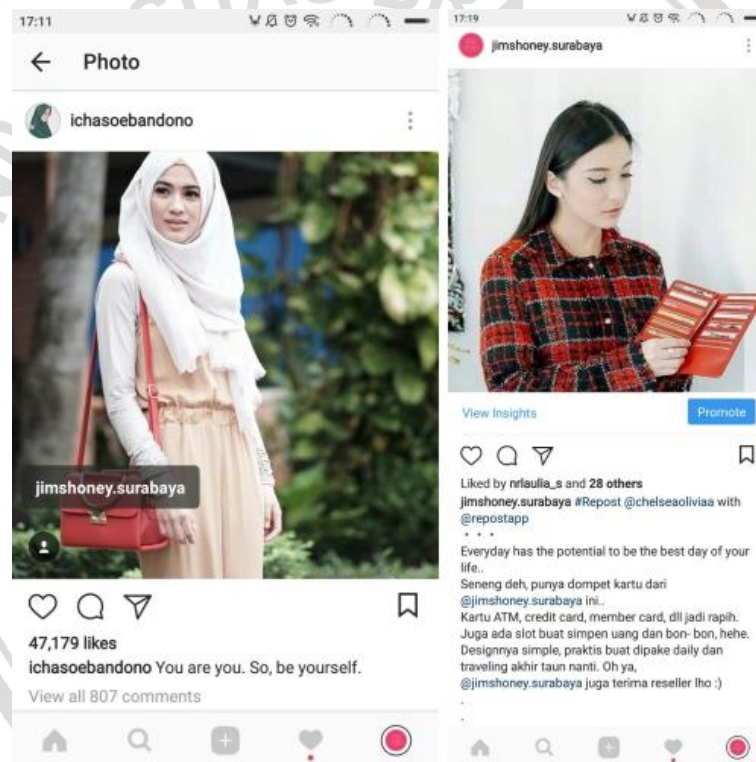 17:11
Photo
ichasoebandono
jimshoney.surabaya
47,179 likes
ichasoebandono You are you. So, be yourself.
View all 807 comments
17:19
jimshoney.surabaya
View Insights
Promote
Liked by nrlaulia_s and 28 others
jimshoney.surabaya #Repost @chelseaoliviaa with
@repostapp
• • •
Everyday has the potential to be the best day of your
life..
Seneng deh, punya dompet kartu dari
@jimshoney.surabaya ini..
Kartu ATM, credit card, member card, dll jadi rapih.
Juga ada slot buat simpen uang dan bon- bon, hehe.
Designnya simple, praktis buat dipake daily dan
traveling akhir taun nanti. Oh ya,
@jimshoney.surabaya juga terima reseller lho :)
.
.